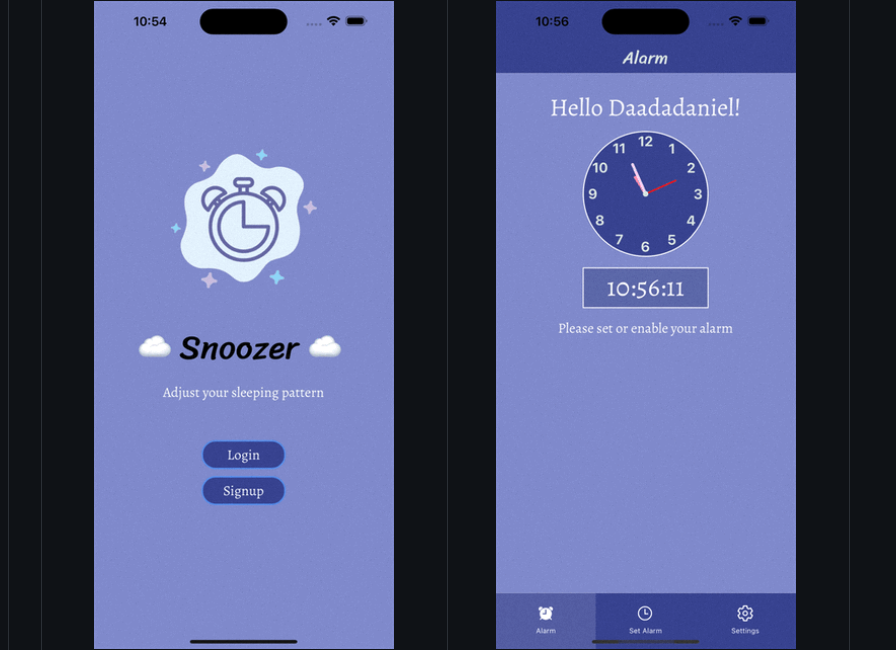 10:54
Snoozer
Adjust your sleeping pattern
Login
Signup
10:56
Alarm
Hello Daadadaniel!
12
11 1
10 2
9 3
8 4
7 5
6
10:56:11
Please set or enable your alarm
Alarm Set Alarm Settings